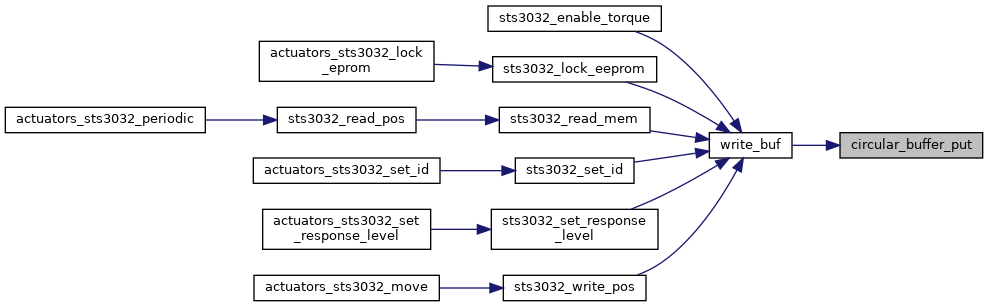 sts3032_enable_torque
actuators_sts3032_lock
_eprom
sts3032_lock_eeprom
actuators_sts3032_periodic
sts3032_read_pos
sts3032_read_mem
write_buf
circular_buffer_put
actuators_sts3032_set_id
sts3032_set_id
actuators_sts3032_set
_response_level
sts3032_set_response
_level
actuators_sts3032_move
sts3032_write_pos